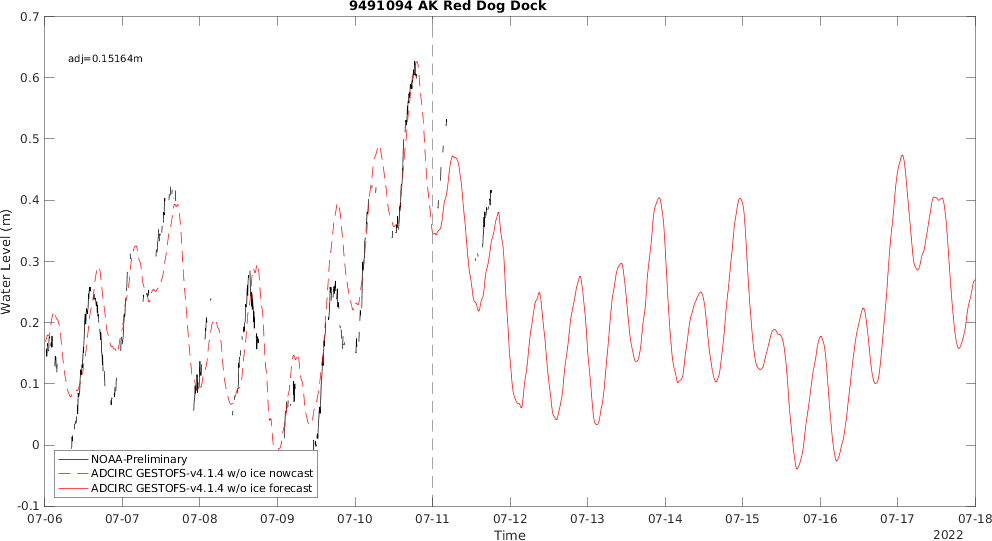 9491094 AK Red Dog Dock
adj=0.15164m
Water Level (m)
0.7
0.6
0.5
0.4
0.3
0.2
0.1
0
-0.1
NOAA-Preliminary
ADCIRC GESTOFS-v4.1.4 w/o ice nowcast
ADCIRC GESTOFS-v4.1.4 w/o ice forecast
07-06 07-07 07-08 07-09 07-10 07-11 07-12 07-13 07-14 07-15 07-16 07-17 07-18
Time
2022